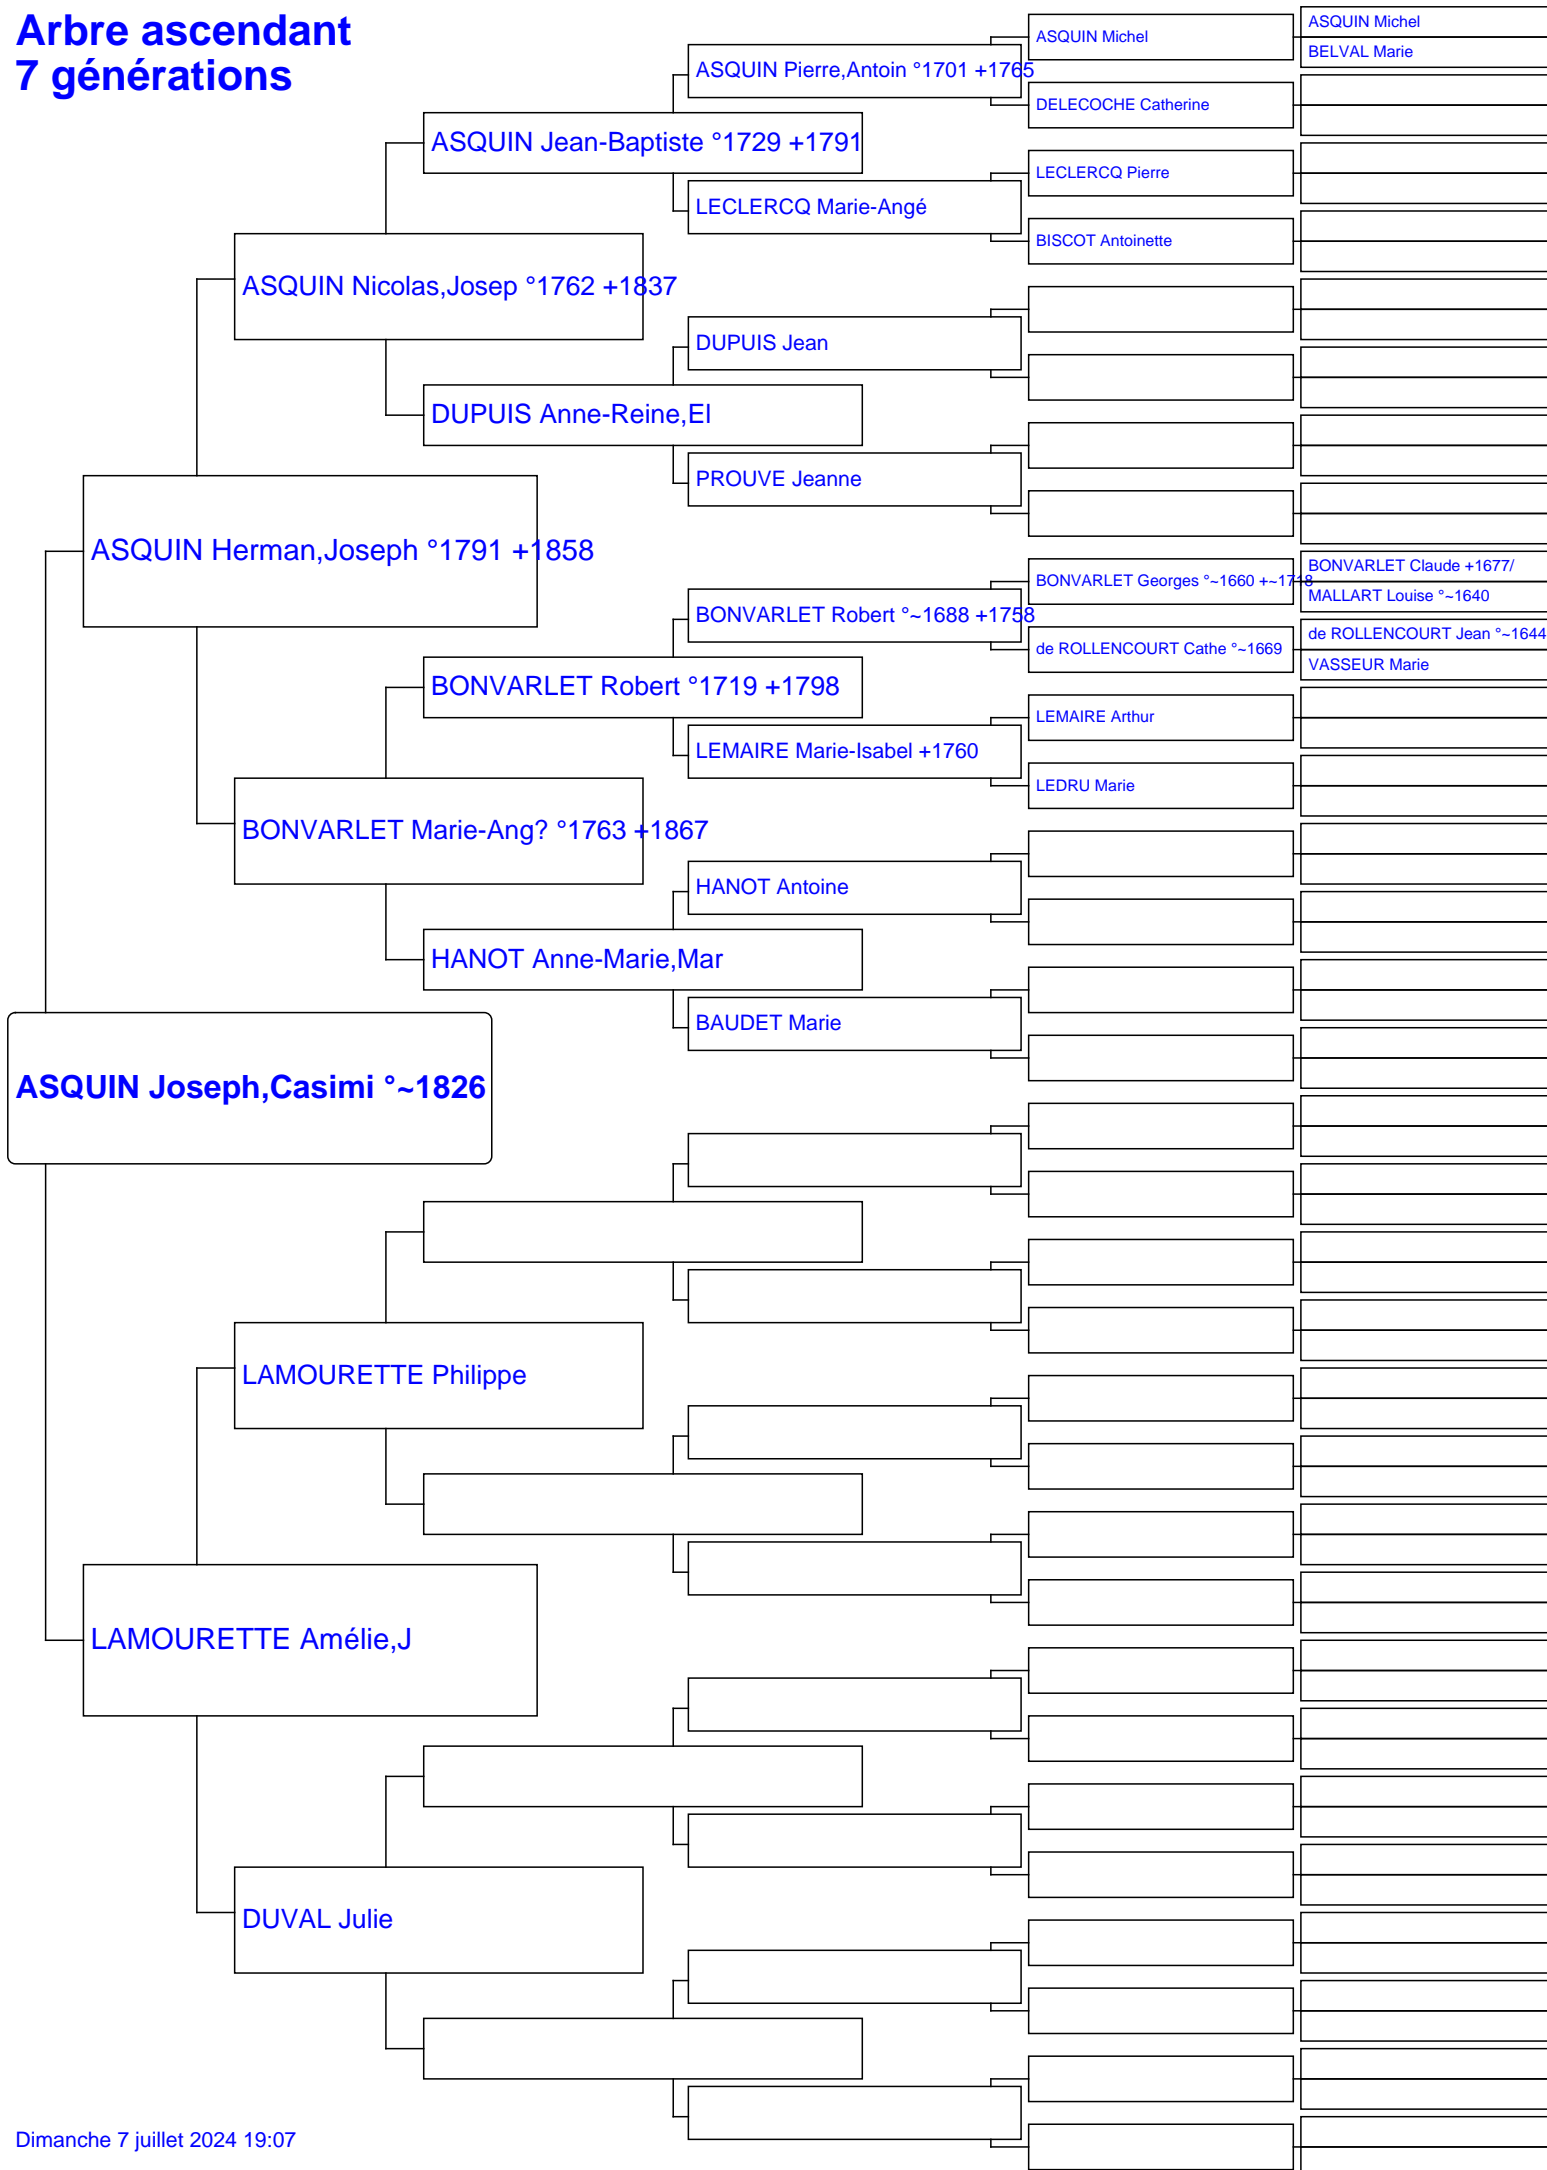 Arbre ascendant
7 générations
ASQUIN Joseph,Casimi °~1826
ASQUIN Herman,Joseph °1791 +1858
LAMOURETTE Amélie,J
ASQUIN Nicolas,Josep °1762 +1837
BONVARLET Marie-Ang? °1763 +1867
LAMOURETTE Philippe
DUVAL Julie
ASQUIN Jean-Baptiste °1729 +1791
DUPUIS Anne-Reine,El
BONVARLET Robert °1719 +1798
HANOT Anne-Marie,Mar
ASQUIN Pierre,Antoin °1701 +1765
LECLERCQ Marie-Angé
DUPUIS Jean
PROUVE Jeanne
BONVARLET Robert °~1688 +1758
LEMAIRE Marie-Isabel +1760
HANOT Antoine
BAUDET Marie
ASQUIN Michel
DELECOCHE Catherine
LECLERCQ Pierre
BISCOT Antoinette
BONVARLET Georges °~1660 +~1718
de ROLLENCOURT Cathe °~1669
LEMAIRE Arthur
LEDRU Marie
ASQUIN Michel
BELVAL Marie
BONVARLET Claude +1677/
MALLART Louise °~1640
de ROLLENCOURT Jean °~1644
VASSEUR Marie
Dimanche 7 juillet 2024 19:07